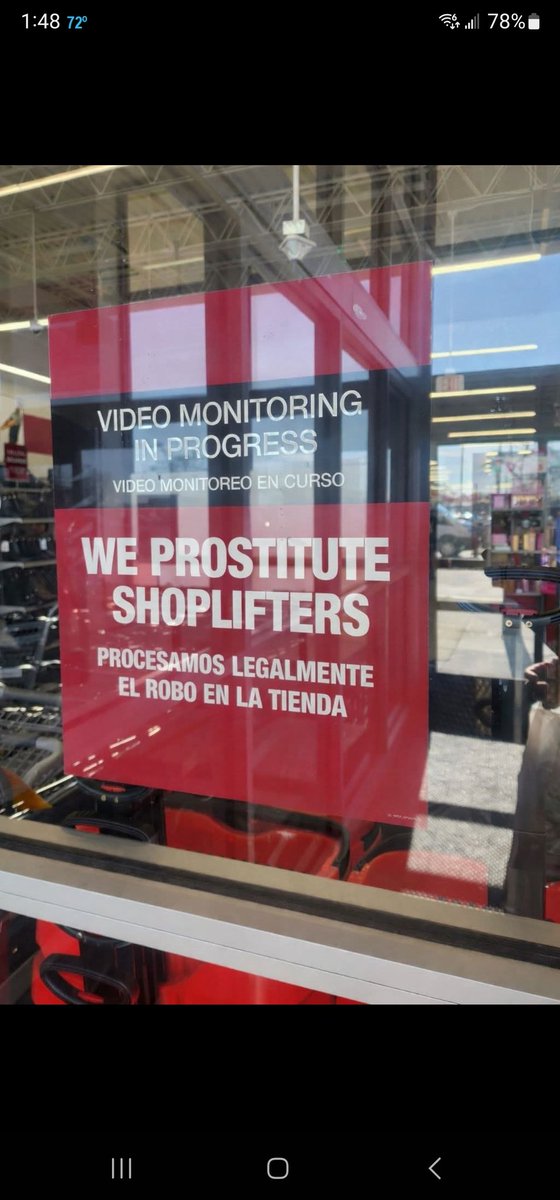 1:48 72° 78%
VIDEO MONITORING
IN PROGRESS
VIDEO MONITOREO EN CURSO
WE PROSTITUTE
SHOPLIFTERS
PROCESAMOS LEGALMENTE
EL ROBO EN LA TIENDA
EXIT